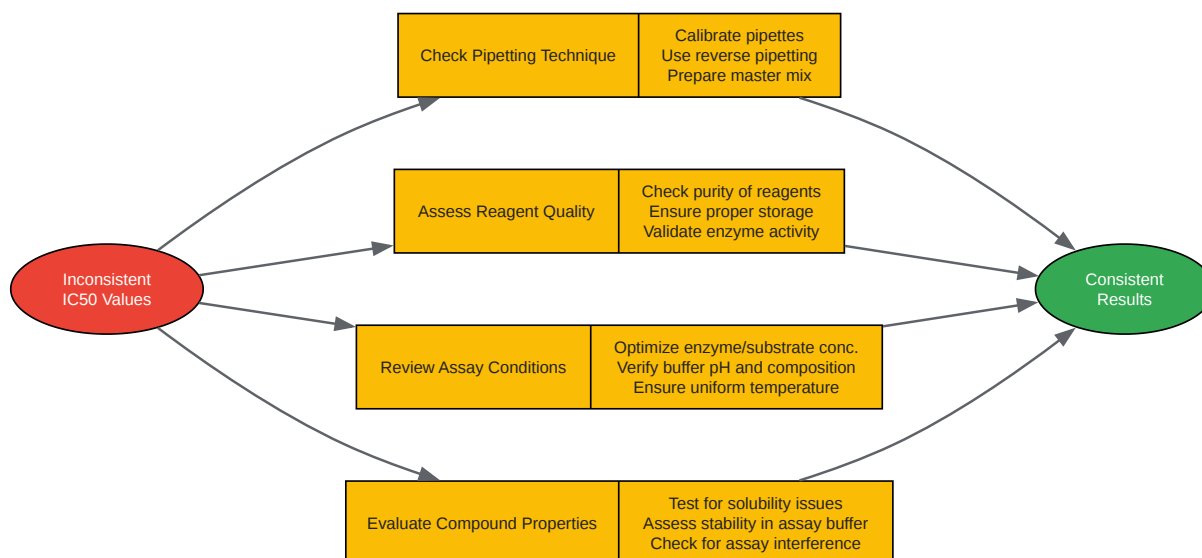 Inconsistent
IC50 Values
Check Pipetting Technique
Calibrate pipettes
Use reverse pipetting
Prepare master mix
Assess Reagent Quality
Check purity of reagents
Ensure proper storage
Validate enzyme activity
Review Assay Conditions
Optimize enzyme/substrate conc.
Verify buffer pH and composition
Ensure uniform temperature
Evaluate Compound Properties
Test for solubility issues
Assess stability in assay buffer
Check for assay interference
Consistent
Results